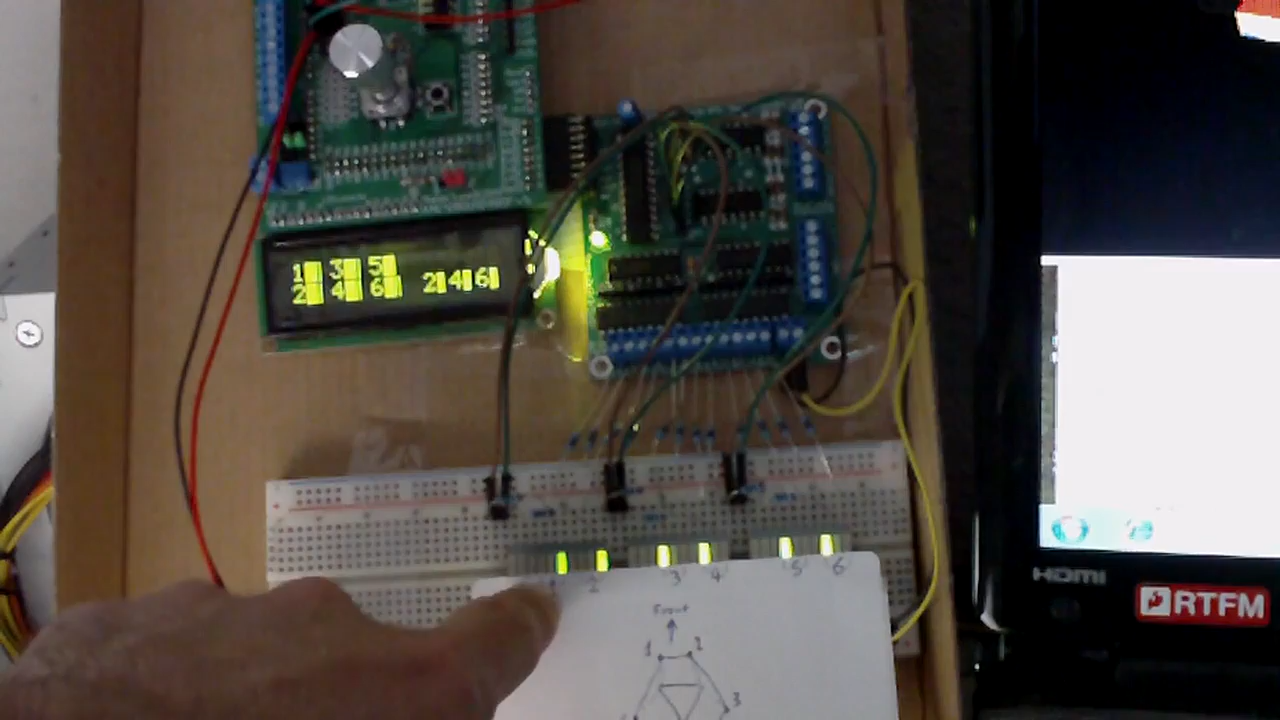 1 3 5
2 4 6 2 4 6
HDMI
RTFM
1 2 3 4 5 6
Front
1 2
3